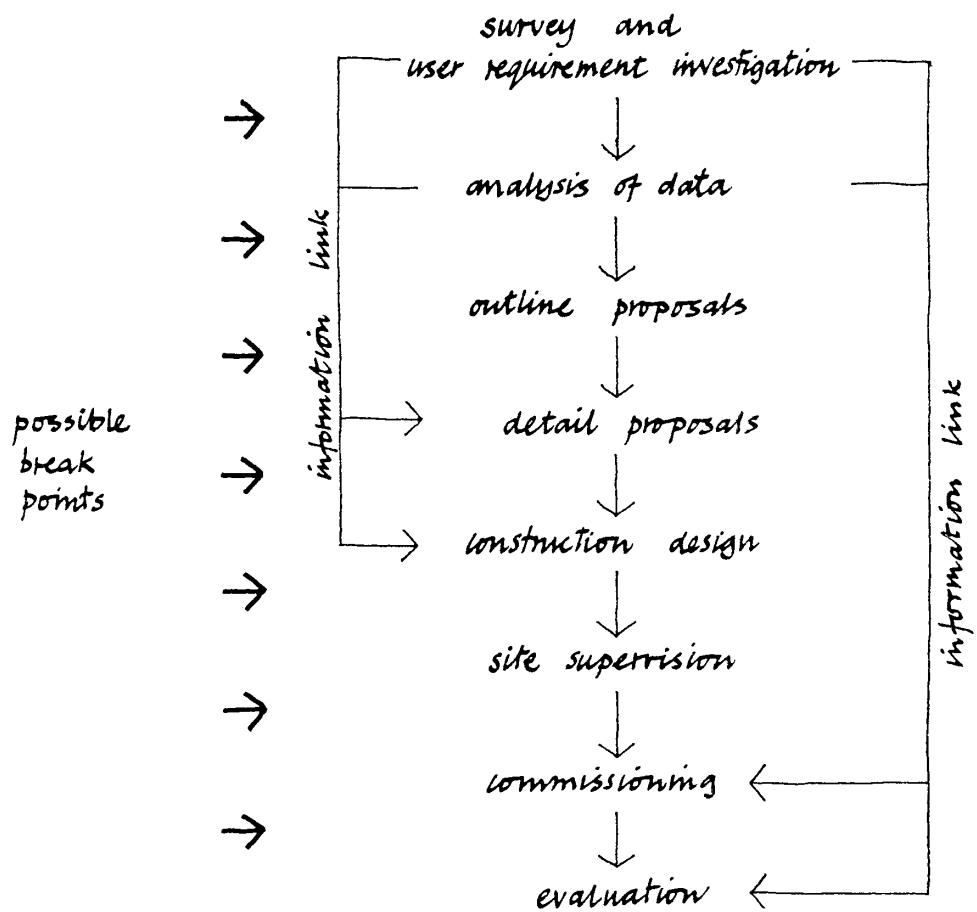 survey and
user requirement investigation
analysis of data
outline proposals
detail proposals
construction design
site supervision
commissioning
evaluation
possible
break
points
information link
information link